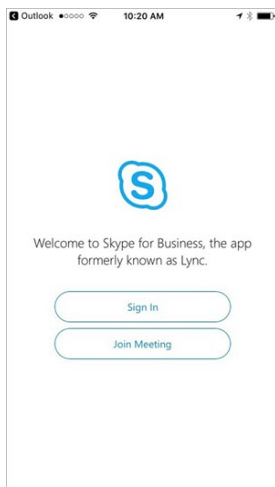 Outlook 10:20 AM
S
Welcome to Skype for Business, the app
formerly known as Lync.
Sign In
Join Meeting